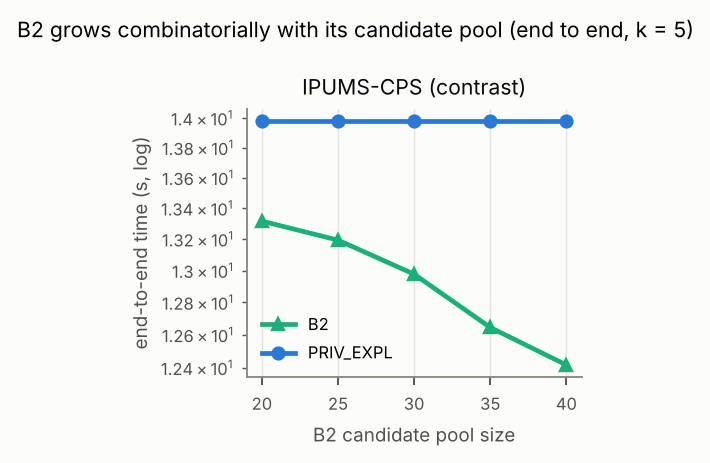 B2 grows combinatorially with its candidate pool (end to end, k = 5)
IPUMS-CPS (contrast)
end-to-end time (s, log)
1.4 × 10¹
1.38 × 10¹
1.36 × 10¹
1.34 × 10¹
1.32 × 10¹
1.3 × 10¹
1.28 × 10¹
1.26 × 10¹
1.24 × 10¹
B2
PRIV_EXPL
20 25 30 35 40
B2 candidate pool size